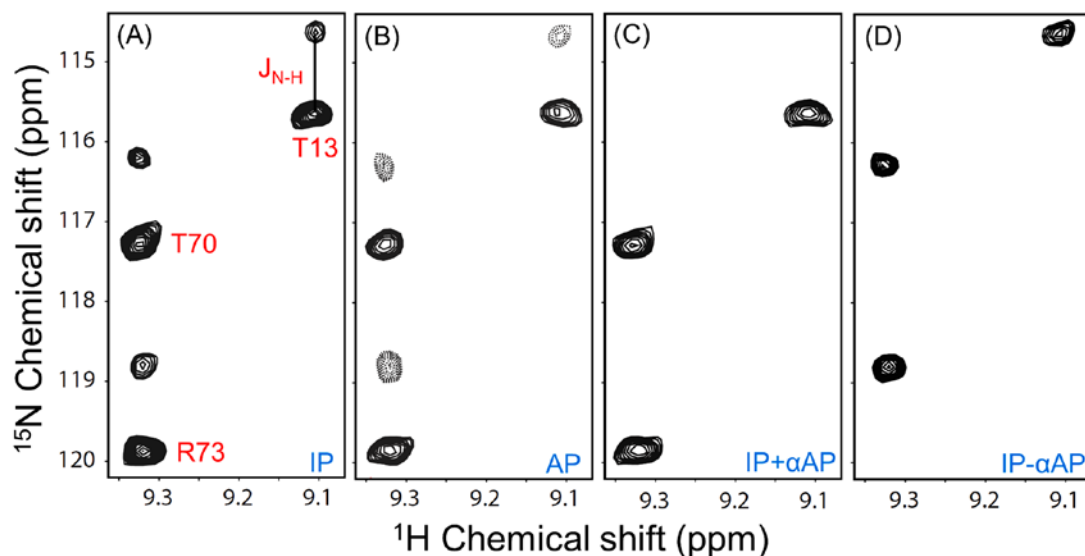 (A) (B) (C) (D)
115
116
117
118
119
120
J_N-H
T13
T70
R73
IP AP IP+αAP IP-αAP
9.3 9.2 9.1 9.3 9.2 9.1 9.3 9.2 9.1 9.3 9.2 9.1
¹⁵N Chemical shift (ppm)
¹H Chemical shift (ppm)